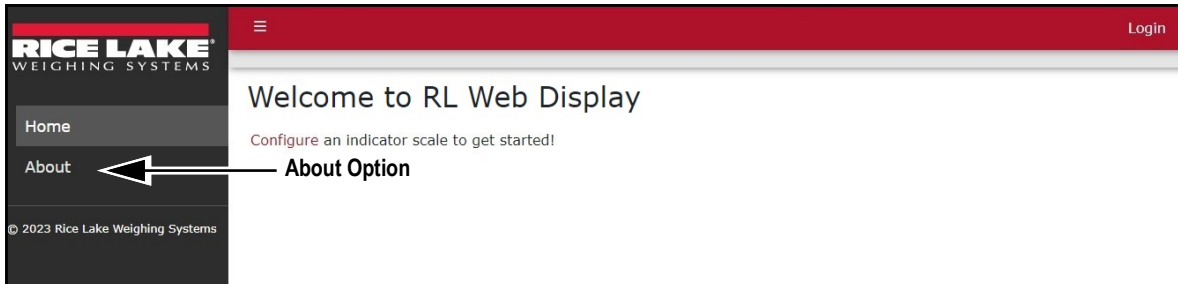 RICE LAKE®
WEIGHING SYSTEMS
Home
About
© 2023 Rice Lake Weighing Systems
☰
Login
Welcome to RL Web Display
Configure an indicator scale to get started!
About Option